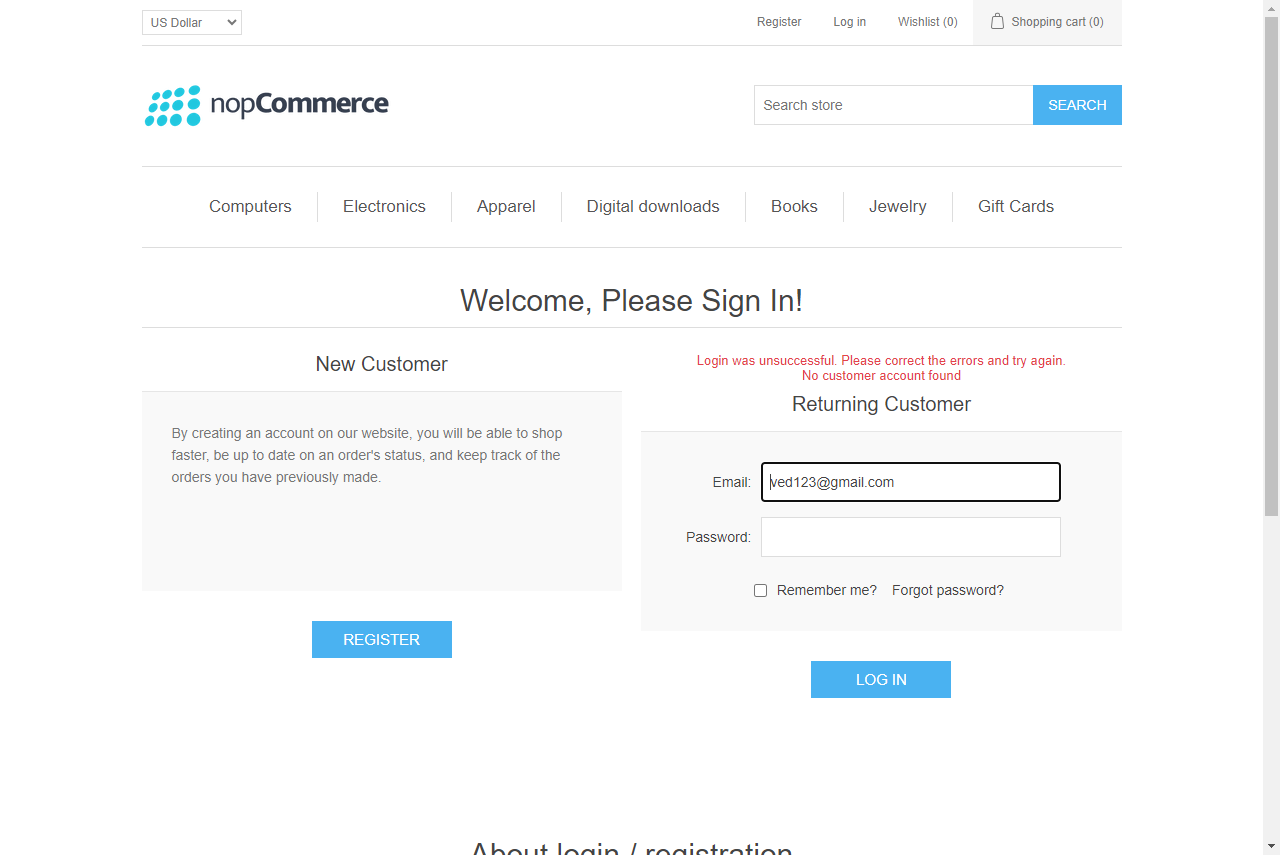 US Dollar
Register
Log in
Wishlist (0)
Shopping cart (0)
nopCommerce
Search store
SEARCH
Computers
Electronics
Apparel
Digital downloads
Books
Jewelry
Gift Cards
Welcome, Please Sign In!
New Customer
By creating an account on our website, you will be able to shop
faster, be up to date on an order's status, and keep track of the
orders you have previously made.
REGISTER
Login was unsuccessful. Please correct the errors and try again.
No customer account found
Returning Customer
Email:
ved123@gmail.com
Password:
Remember me?
Forgot password?
LOG IN
About login / registration